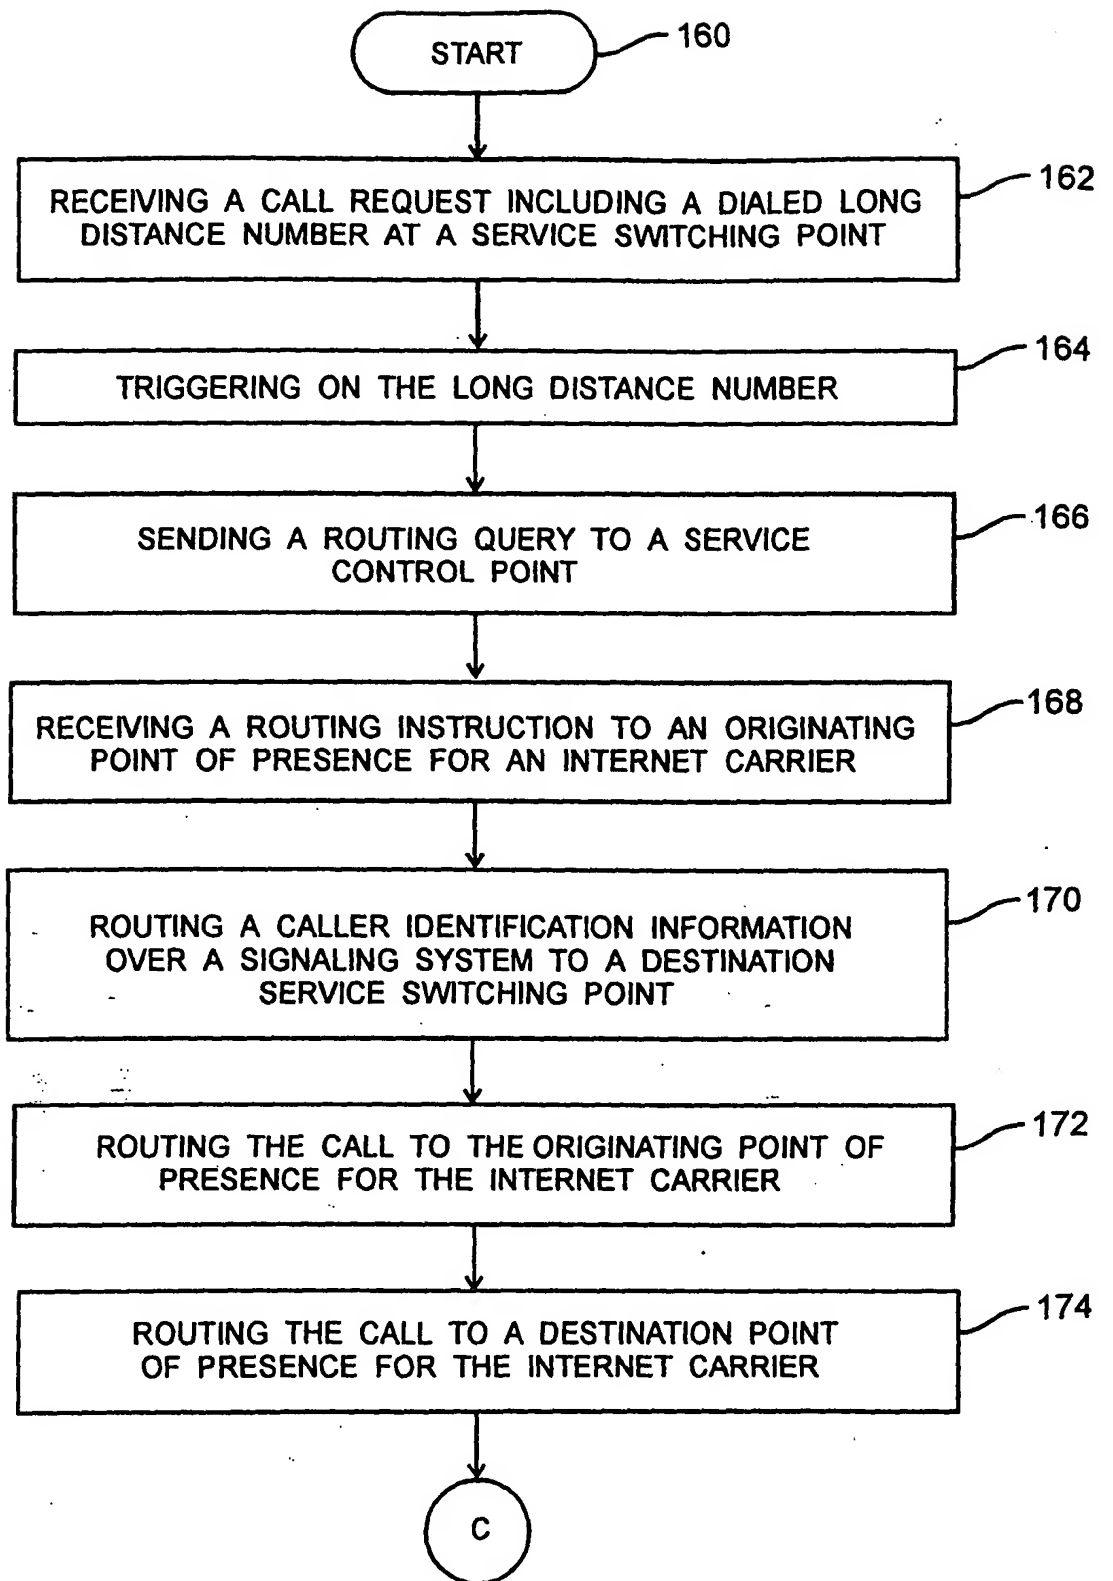 START
160
RECEIVING A CALL REQUEST INCLUDING A DIALED LONG
DISTANCE NUMBER AT A SERVICE SWITCHING POINT
162
TRIGGERING ON THE LONG DISTANCE NUMBER
164
SENDING A ROUTING QUERY TO A SERVICE
CONTROL POINT
166
RECEIVING A ROUTING INSTRUCTION TO AN ORIGINATING
POINT OF PRESENCE FOR AN INTERNET CARRIER
168
ROUTING A CALLER IDENTIFICATION INFORMATION
OVER A SIGNALING SYSTEM TO A DESTINATION
SERVICE SWITCHING POINT
170
ROUTING THE CALL TO THE ORIGINATING POINT OF
PRESENCE FOR THE INTERNET CARRIER
172
ROUTING THE CALL TO A DESTINATION POINT
OF PRESENCE FOR THE INTERNET CARRIER
174
C